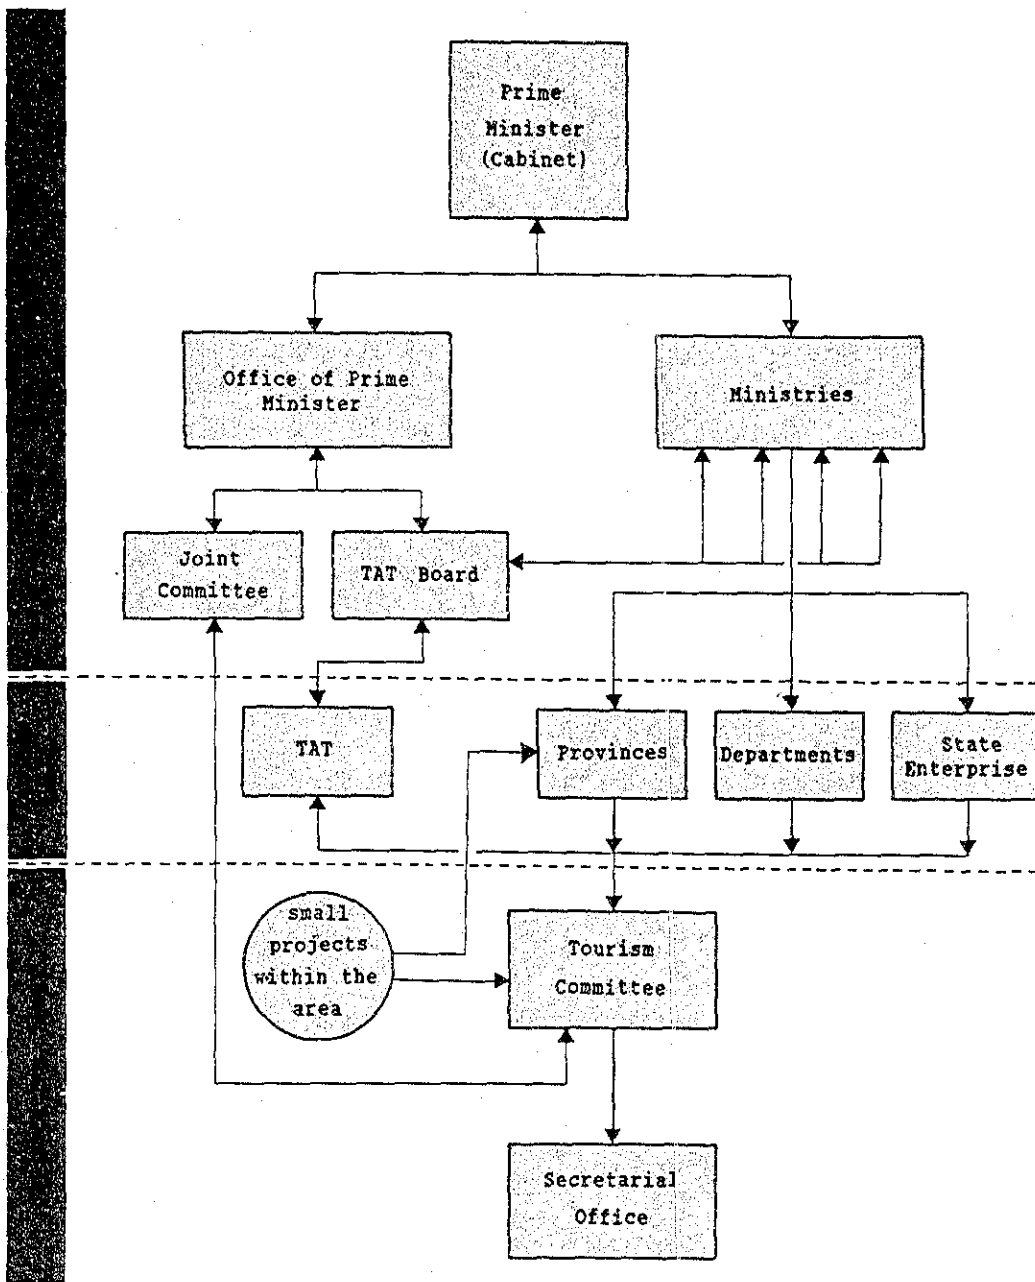 Prime
Minister
(Cabinet)
Office of Prime
Minister
Ministries
Joint
Committee
TAT Board
TAT
Provinces
Departments
State
Enterprise
small
projects
within the
area
Tourism
Committee
Secretarial
Office